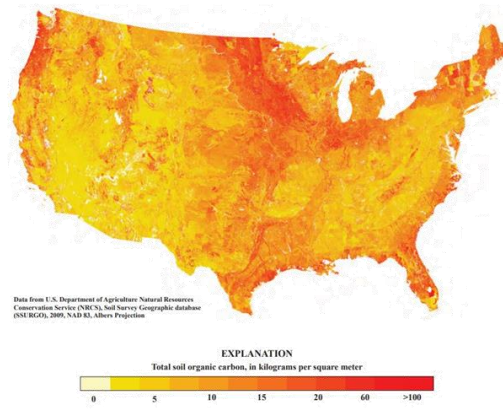 Data from U.S. Department of Agriculture Natural Resources
Conservation Service (NRCS), Soil Survey Geographic database
(SSURGO), 2009, NAD 83, Albers Projection
EXPLANATION
Total soil organic carbon, in kilograms per square meter
0 5 10 15 20 60 >100